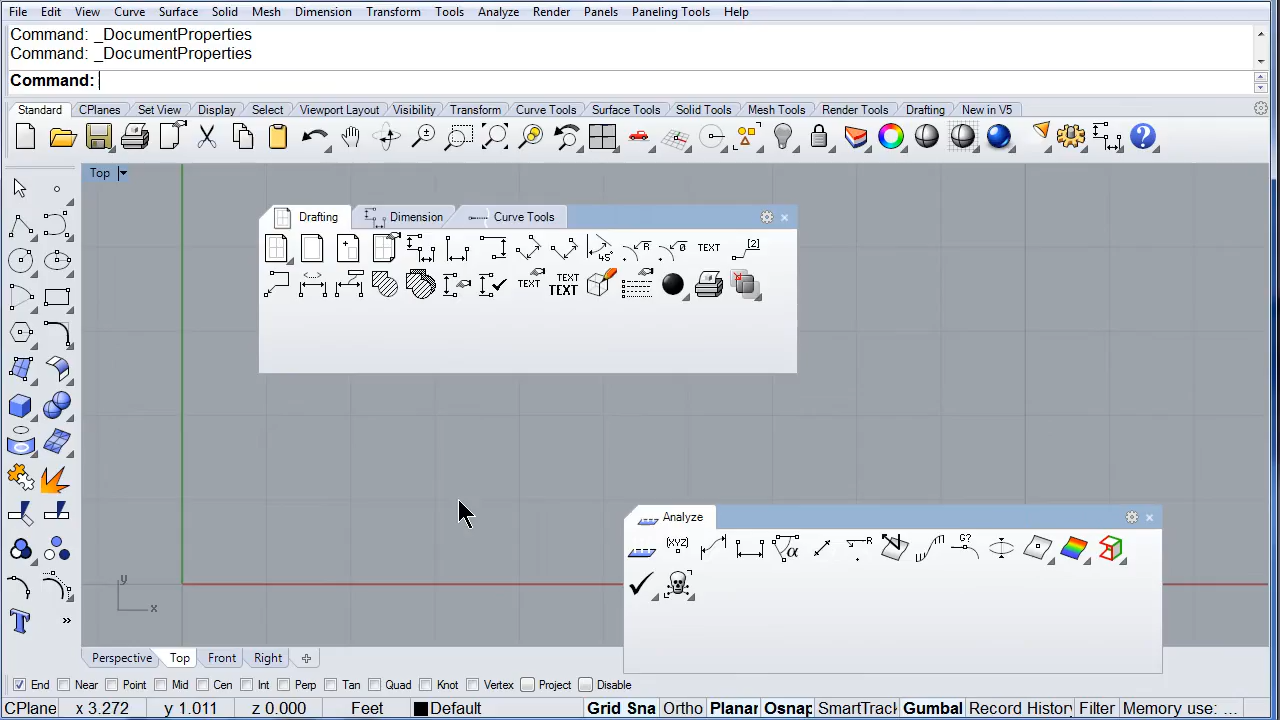 File Edit View Curve Surface Solid Mesh Dimension Transform Tools Analyze Render Panels Paneling Tools Help
Command: _DocumentProperties
Command: _DocumentProperties
Command:
Standard CPlanes Set View Display Select Viewport Layout Visibility Transform Curve Tools Surface Tools Solid Tools Mesh Tools Render Tools Drafting New in V5
Top
Drafting Dimension Curve Tools
45° R TEXT [2]
TEXT TEXT TEXT
Analyze
[XYZ] α R G?
y
x
Perspective Top Front Right
End Near Point Mid Cen Int Perp Tan Quad Knot Vertex Project Disable
CPlane x 3.272 y 1.011 z 0.000 Feet Default Grid Sna Ortho Planar Osnap SmartTrack Gumbal Record History Filter Memory use: ...